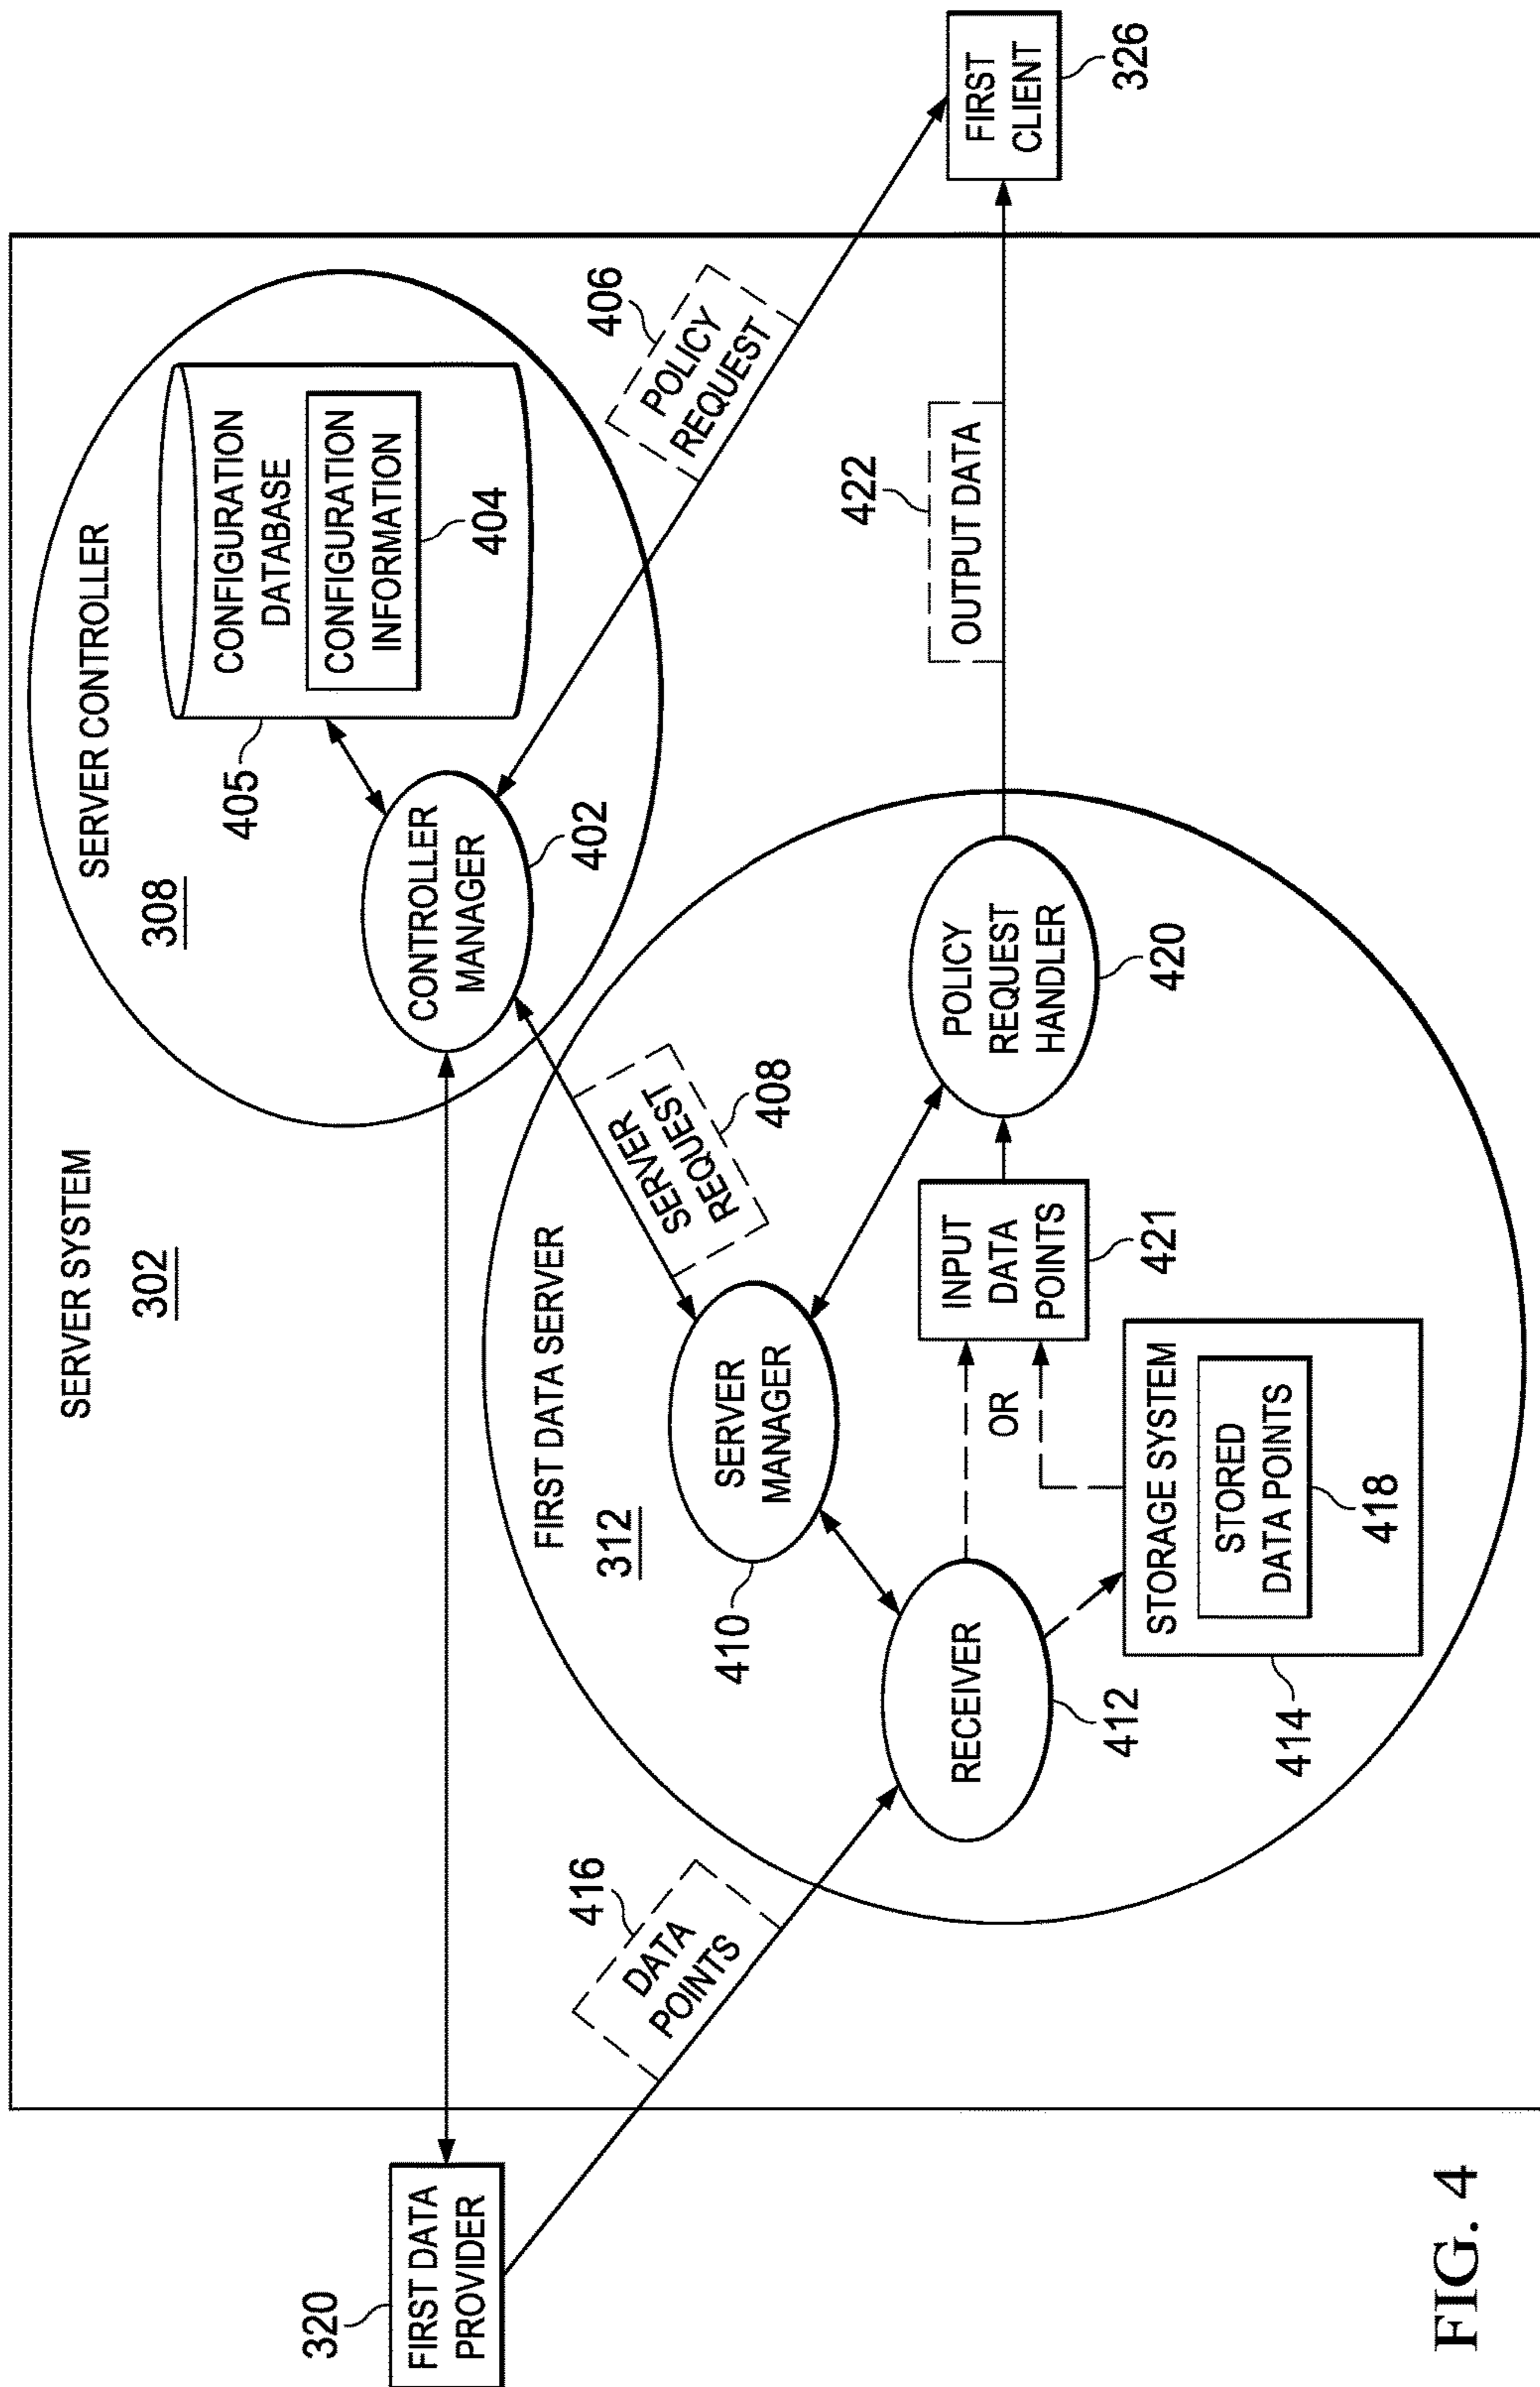 SERVER SYSTEM
302
SERVER CONTROLLER
308
CONFIGURATION
DATABASE
CONFIGURATION
INFORMATION
404
405
CONTROLLER
MANAGER
402
406
POLICY
REQUEST
FIRST
CLIENT
326
320
FIRST DATA
PROVIDER
416
DATA
POINTS
SERVER
REQUEST
408
FIRST DATA SERVER
312
SERVER
MANAGER
410
RECEIVER
412
OR
INPUT
DATA
POINTS
421
STORAGE SYSTEM
STORED
DATA POINTS
418
414
POLICY
REQUEST
HANDLER
420
422
OUTPUT DATA
FIG. 4